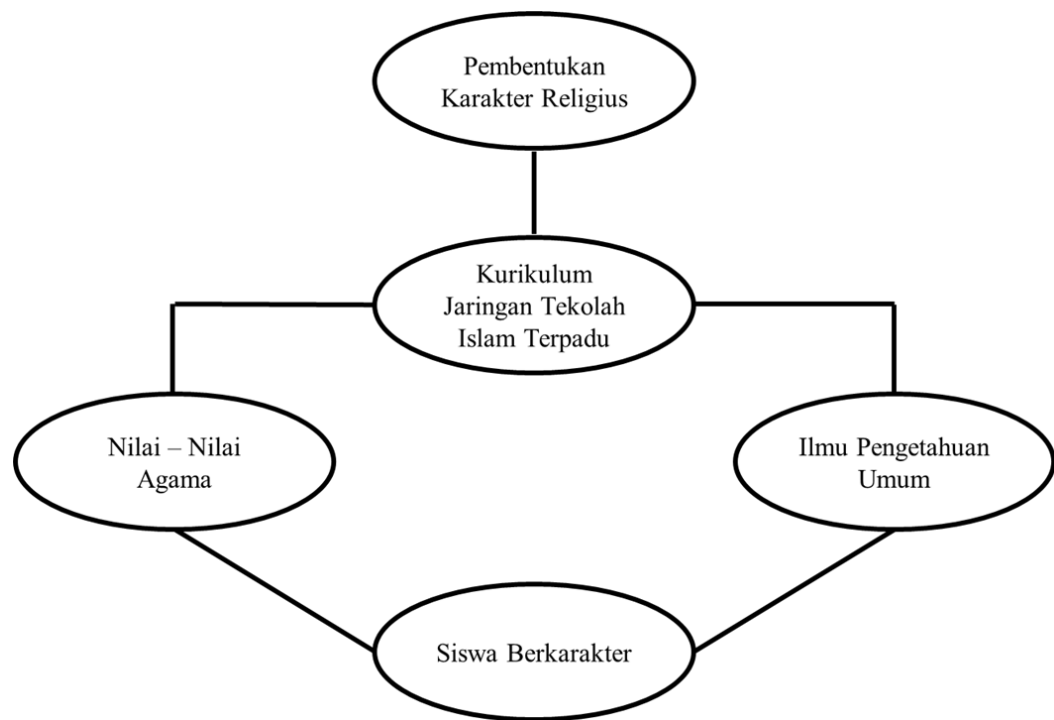 Pembentukan
Karakter Religius
Kurikulum
Jaringan Tekolah
Islam Terpadu
Nilai – Nilai
Agama
Ilmu Pengetahuan
Umum
Siswa Berkarakter